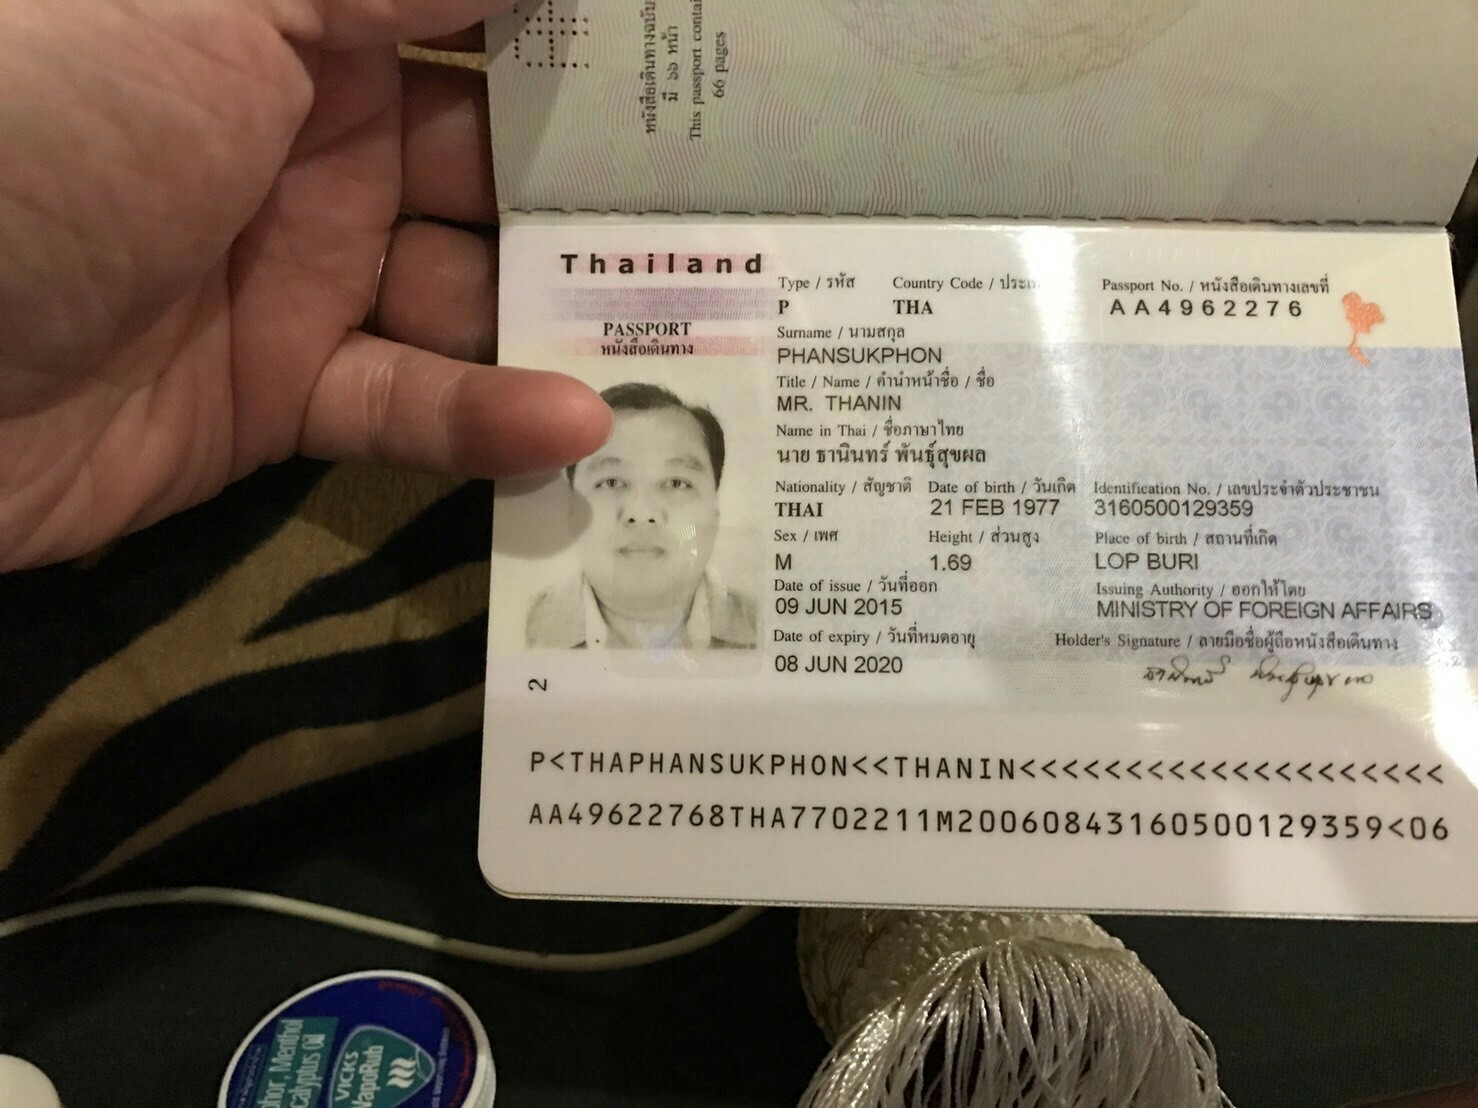 หนังสือเดินทางฉบับ
มี ๖๖ หน้า
This passport contai
66 pages
Thailand
PASSPORT
หนังสือเดินทาง
Type / รหัส Country Code / ประเท Passport No. / หนังสือเดินทางเลขที่
P THA AA4962276
Surname / นามสกุล
PHANSUKPHON
Title / Name / คำนำหน้าชื่อ / ชื่อ
MR. THANIN
Name in Thai / ชื่อภาษาไทย
นาย ธานินทร์ พันธุ์สุขผล
Nationality / สัญชาติ Date of birth / วันเกิด Identification No. / เลขประจำตัวประชาชน
THAI 21 FEB 1977 3160500129359
Sex / เพศ Height / ส่วนสูง Place of birth / สถานที่เกิด
M 1.69 LOP BURI
Date of issue / วันที่ออก Issuing Authority / ออกให้โดย
09 JUN 2015 MINISTRY OF FOREIGN AFFAIRS
Date of expiry / วันที่หมดอายุ Holder's Signature / ลายมือชื่อผู้ถือหนังสือเดินทาง
08 JUN 2020
2
P<THAPHANSUKPHON<<THANIN<<<<<<<<<<<<<<<<<<<<
AA49622768THA7702211M20060843160500129359<06
phor, Menthol
calyptus Oil
VICKS
VapoRub